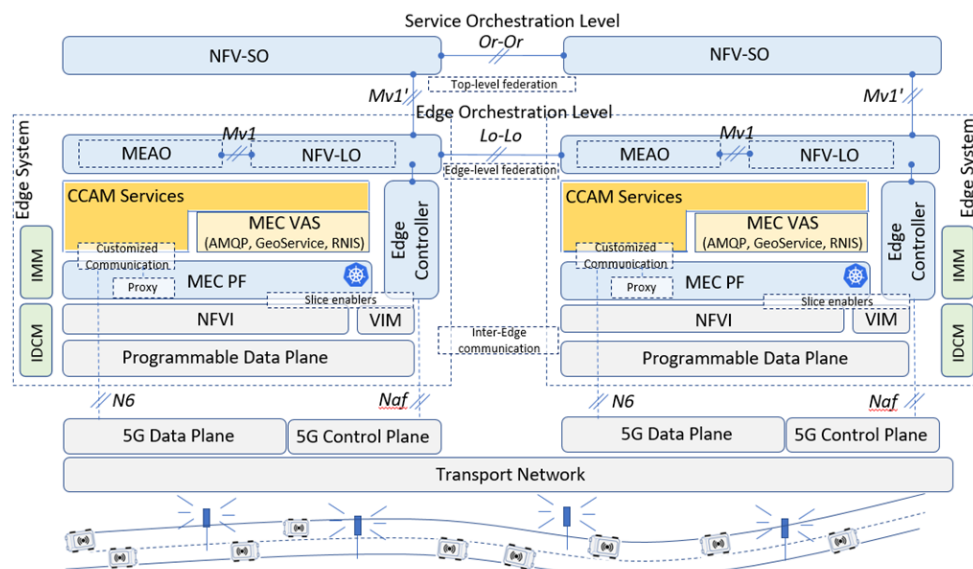 Service Orchestration Level
NFV-SO
Or-Or
NFV-SO
Top-level federation
Mv1'
Mv1'
Edge Orchestration Level
Edge System
MEAO
Mv1
NFV-LO
Lo-Lo
Edge-level federation
MEAO
Mv1
NFV-LO
Edge System
CCAM Services
MEC VAS
(AMQP, GeoService, RNIS)
Edge
Controller
Customized
Communication
Proxy
MEC PF
Slice enablers
IMM
IDCM
NFVI
VIM
Programmable Data Plane
Inter-Edge
communication
CCAM Services
MEC VAS
(AMQP, GeoService, RNIS)
Edge
Controller
Customized
Communication
Proxy
MEC PF
Slice enablers
IMM
IDCM
NFVI
VIM
Programmable Data Plane
N6
Naf
N6
Naf
5G Data Plane
5G Control Plane
5G Data Plane
5G Control Plane
Transport Network